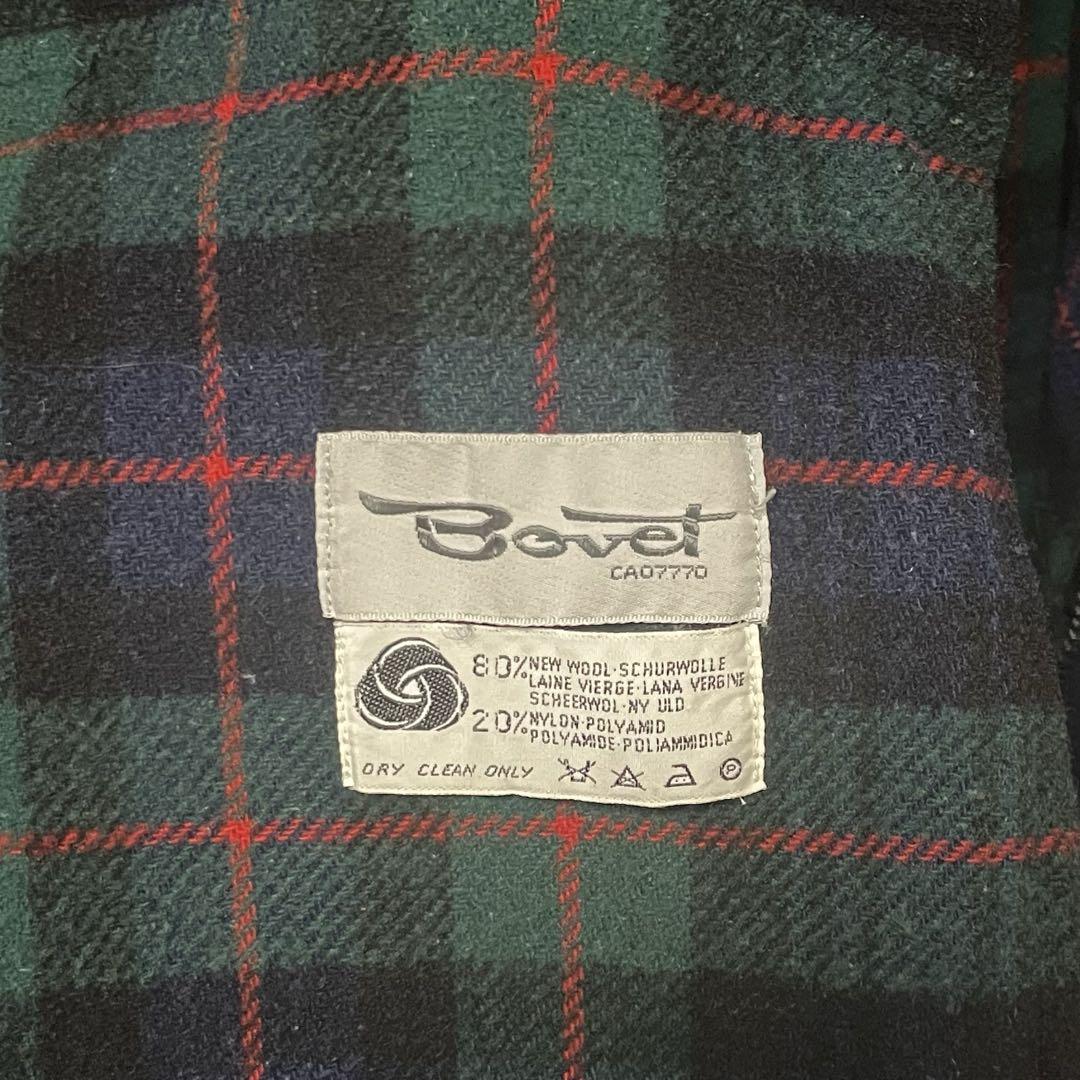 Bovet
CA07770
80% NEW WOOL·SCHURWOLLE
LAINE VIERGE·LANA VERGINE
SCHEERWOL·NY ULD
20% NYLON·POLYAMID
POLYAMIDE·POLIAMMIDICA
DRY CLEAN ONLY P